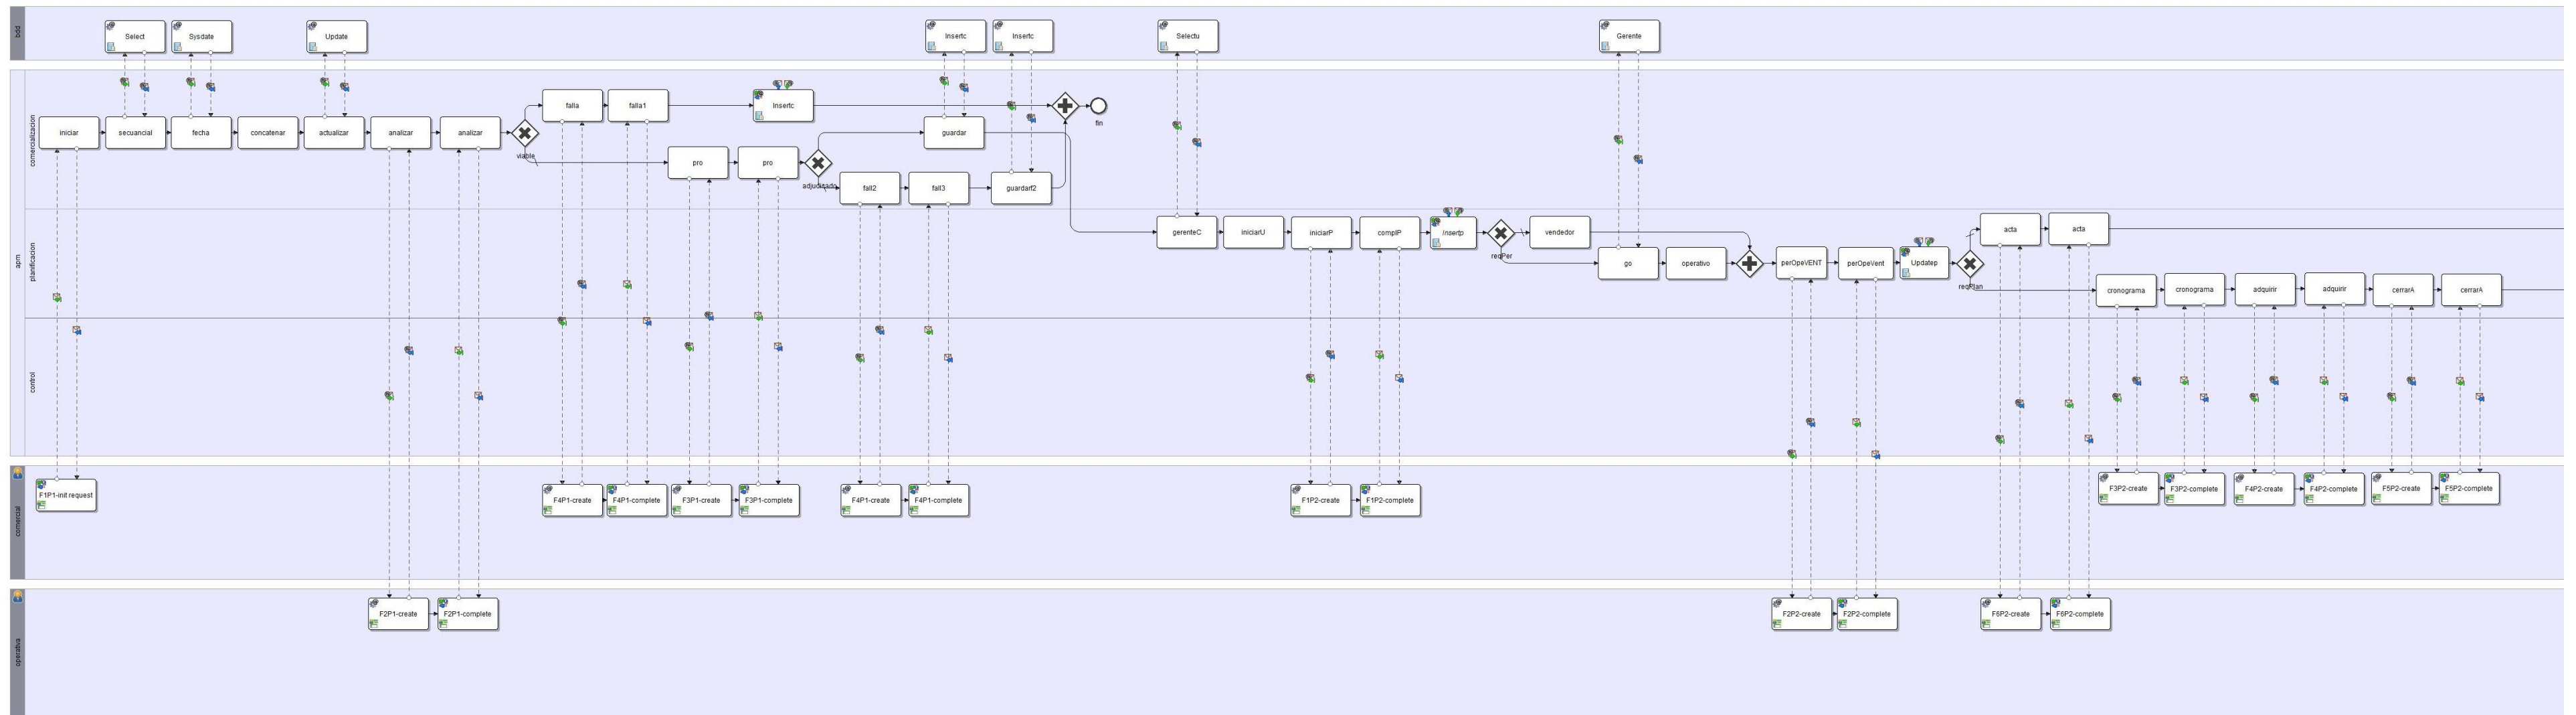 bdd
Select
Sysdate
Update
Insertc
Insertc
Selectu
Gerente
apm
comercializacion
iniciar
secuancial
fecha
concatenar
actualizar
analizar
analizar
viable
falla
falla1
Insertc
pro
pro
adjudicado
guardar
fall2
fall3
guardarf2
fin
planificacion
gerenteC
iniciarU
iniciarP
complP
Insertp
reqPer
vendedor
go
operativo
perOpeVENT
perOpeVent
Updatep
reqPlan
acta
acta
cronograma
cronograma
adquirir
adquirir
cerrarA
cerrarA
control
comercial
F1P1-init request
F4P1-create
F4P1-complete
F3P1-create
F3P1-complete
F4P1-create
F4P1-complete
F1P2-create
F1P2-complete
F3P2-create
F3P2-complete
F4P2-create
F4P2-complete
F5P2-create
F5P2-complete
operativa
F2P1-create
F2P1-complete
F2P2-create
F2P2-complete
F6P2-create
F6P2-complete